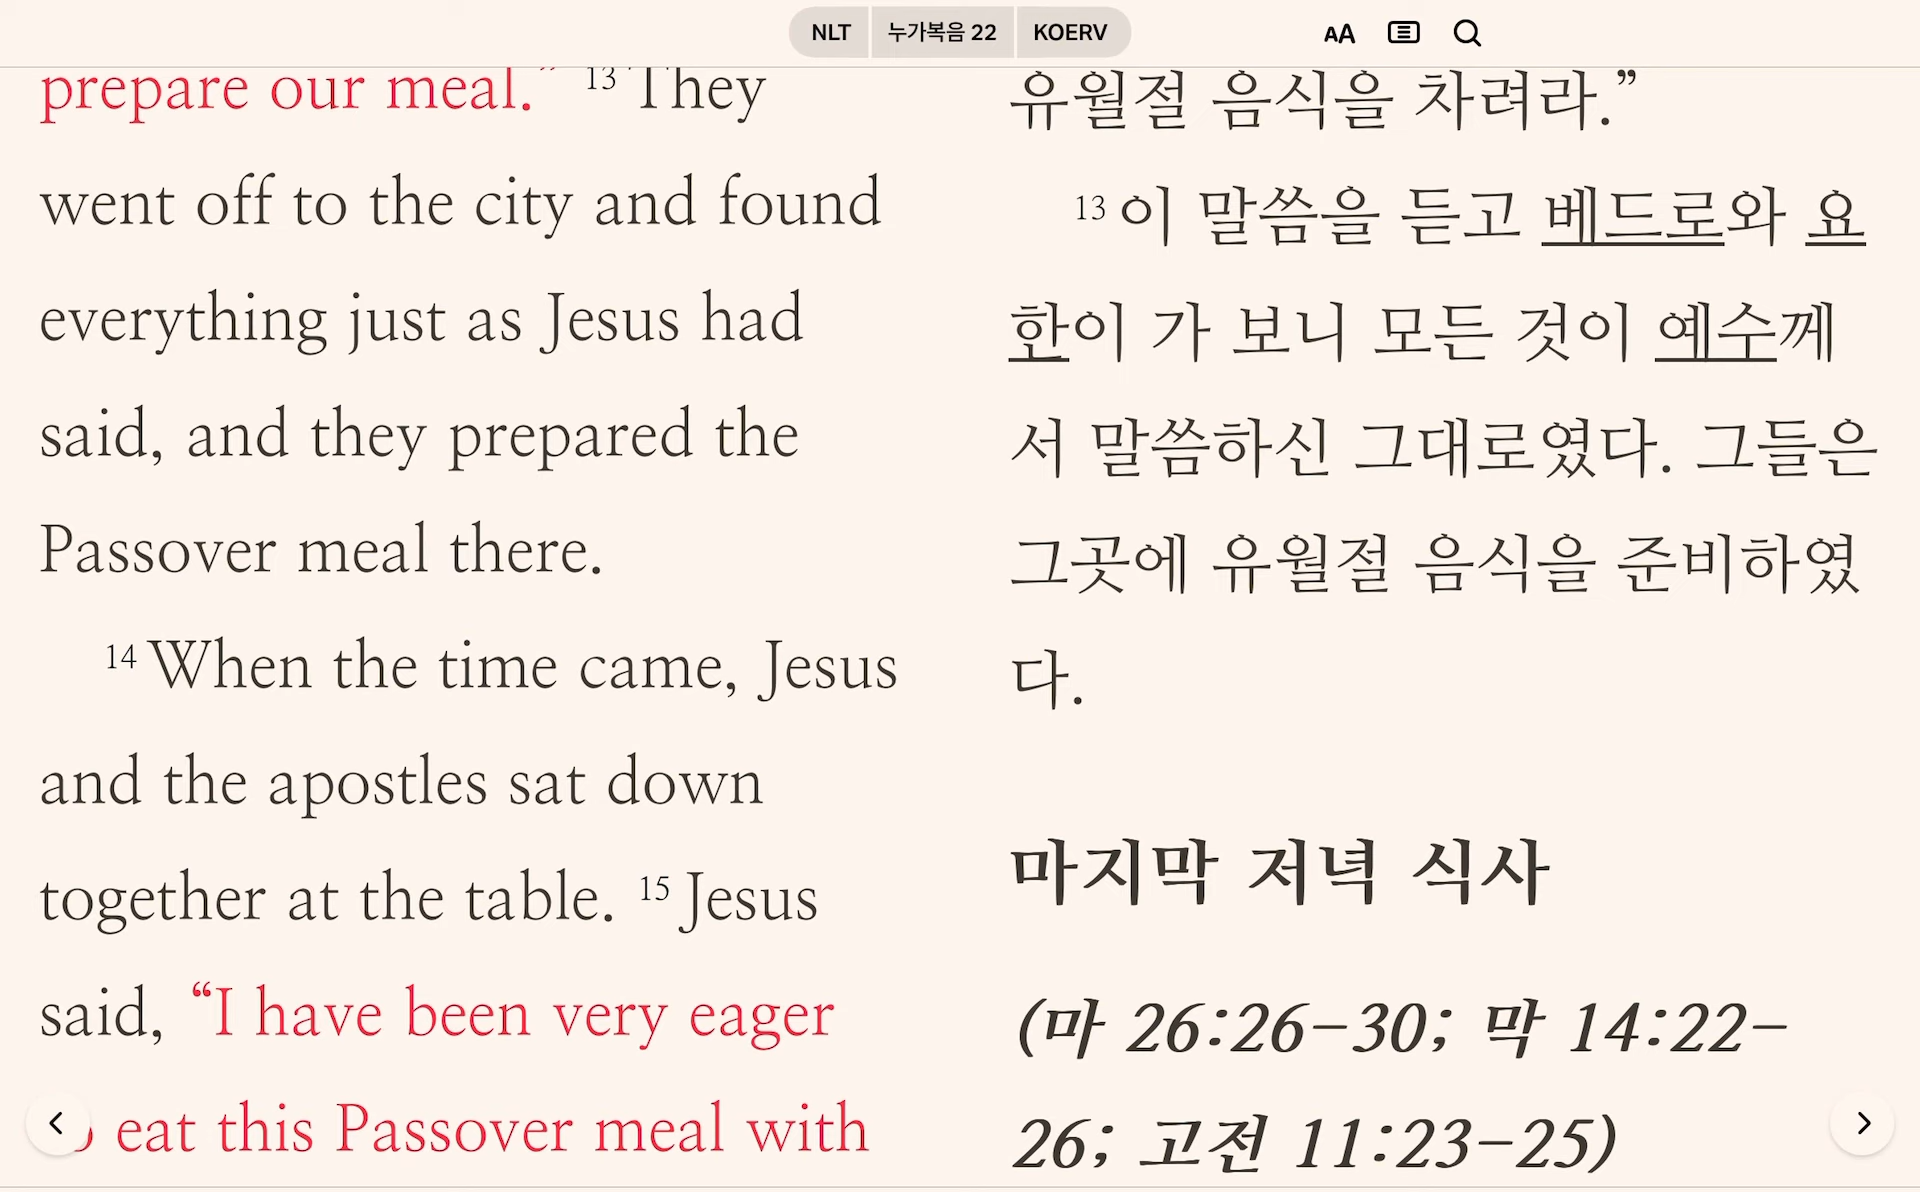 NLT 누가복음 22 KOERV AA
prepare our meal.” 13 They
went off to the city and found
everything just as Jesus had
said, and they prepared the
Passover meal there.
14 When the time came, Jesus
and the apostles sat down
together at the table. 15 Jesus
said, “I have been very eager
eat this Passover meal with
유월절 음식을 차려라.”
13 이 말씀을 듣고 베드로와 요
한이 가 보니 모든 것이 예수께
서 말씀하신 그대로였다. 그들은
그곳에 유월절 음식을 준비하였
다.
마지막 저녁 식사
(마 26:26–30; 막 14:22–
26; 고전 11:23–25)